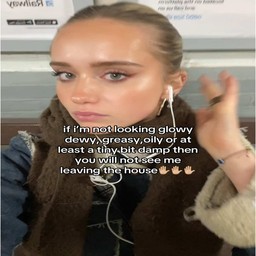 Railway
if i'm not looking glowy
dewy,greasy,oily or at
least a tiny bit damp then
you will not see me
leaving the house🤚🏼🤚🏼🤚🏼